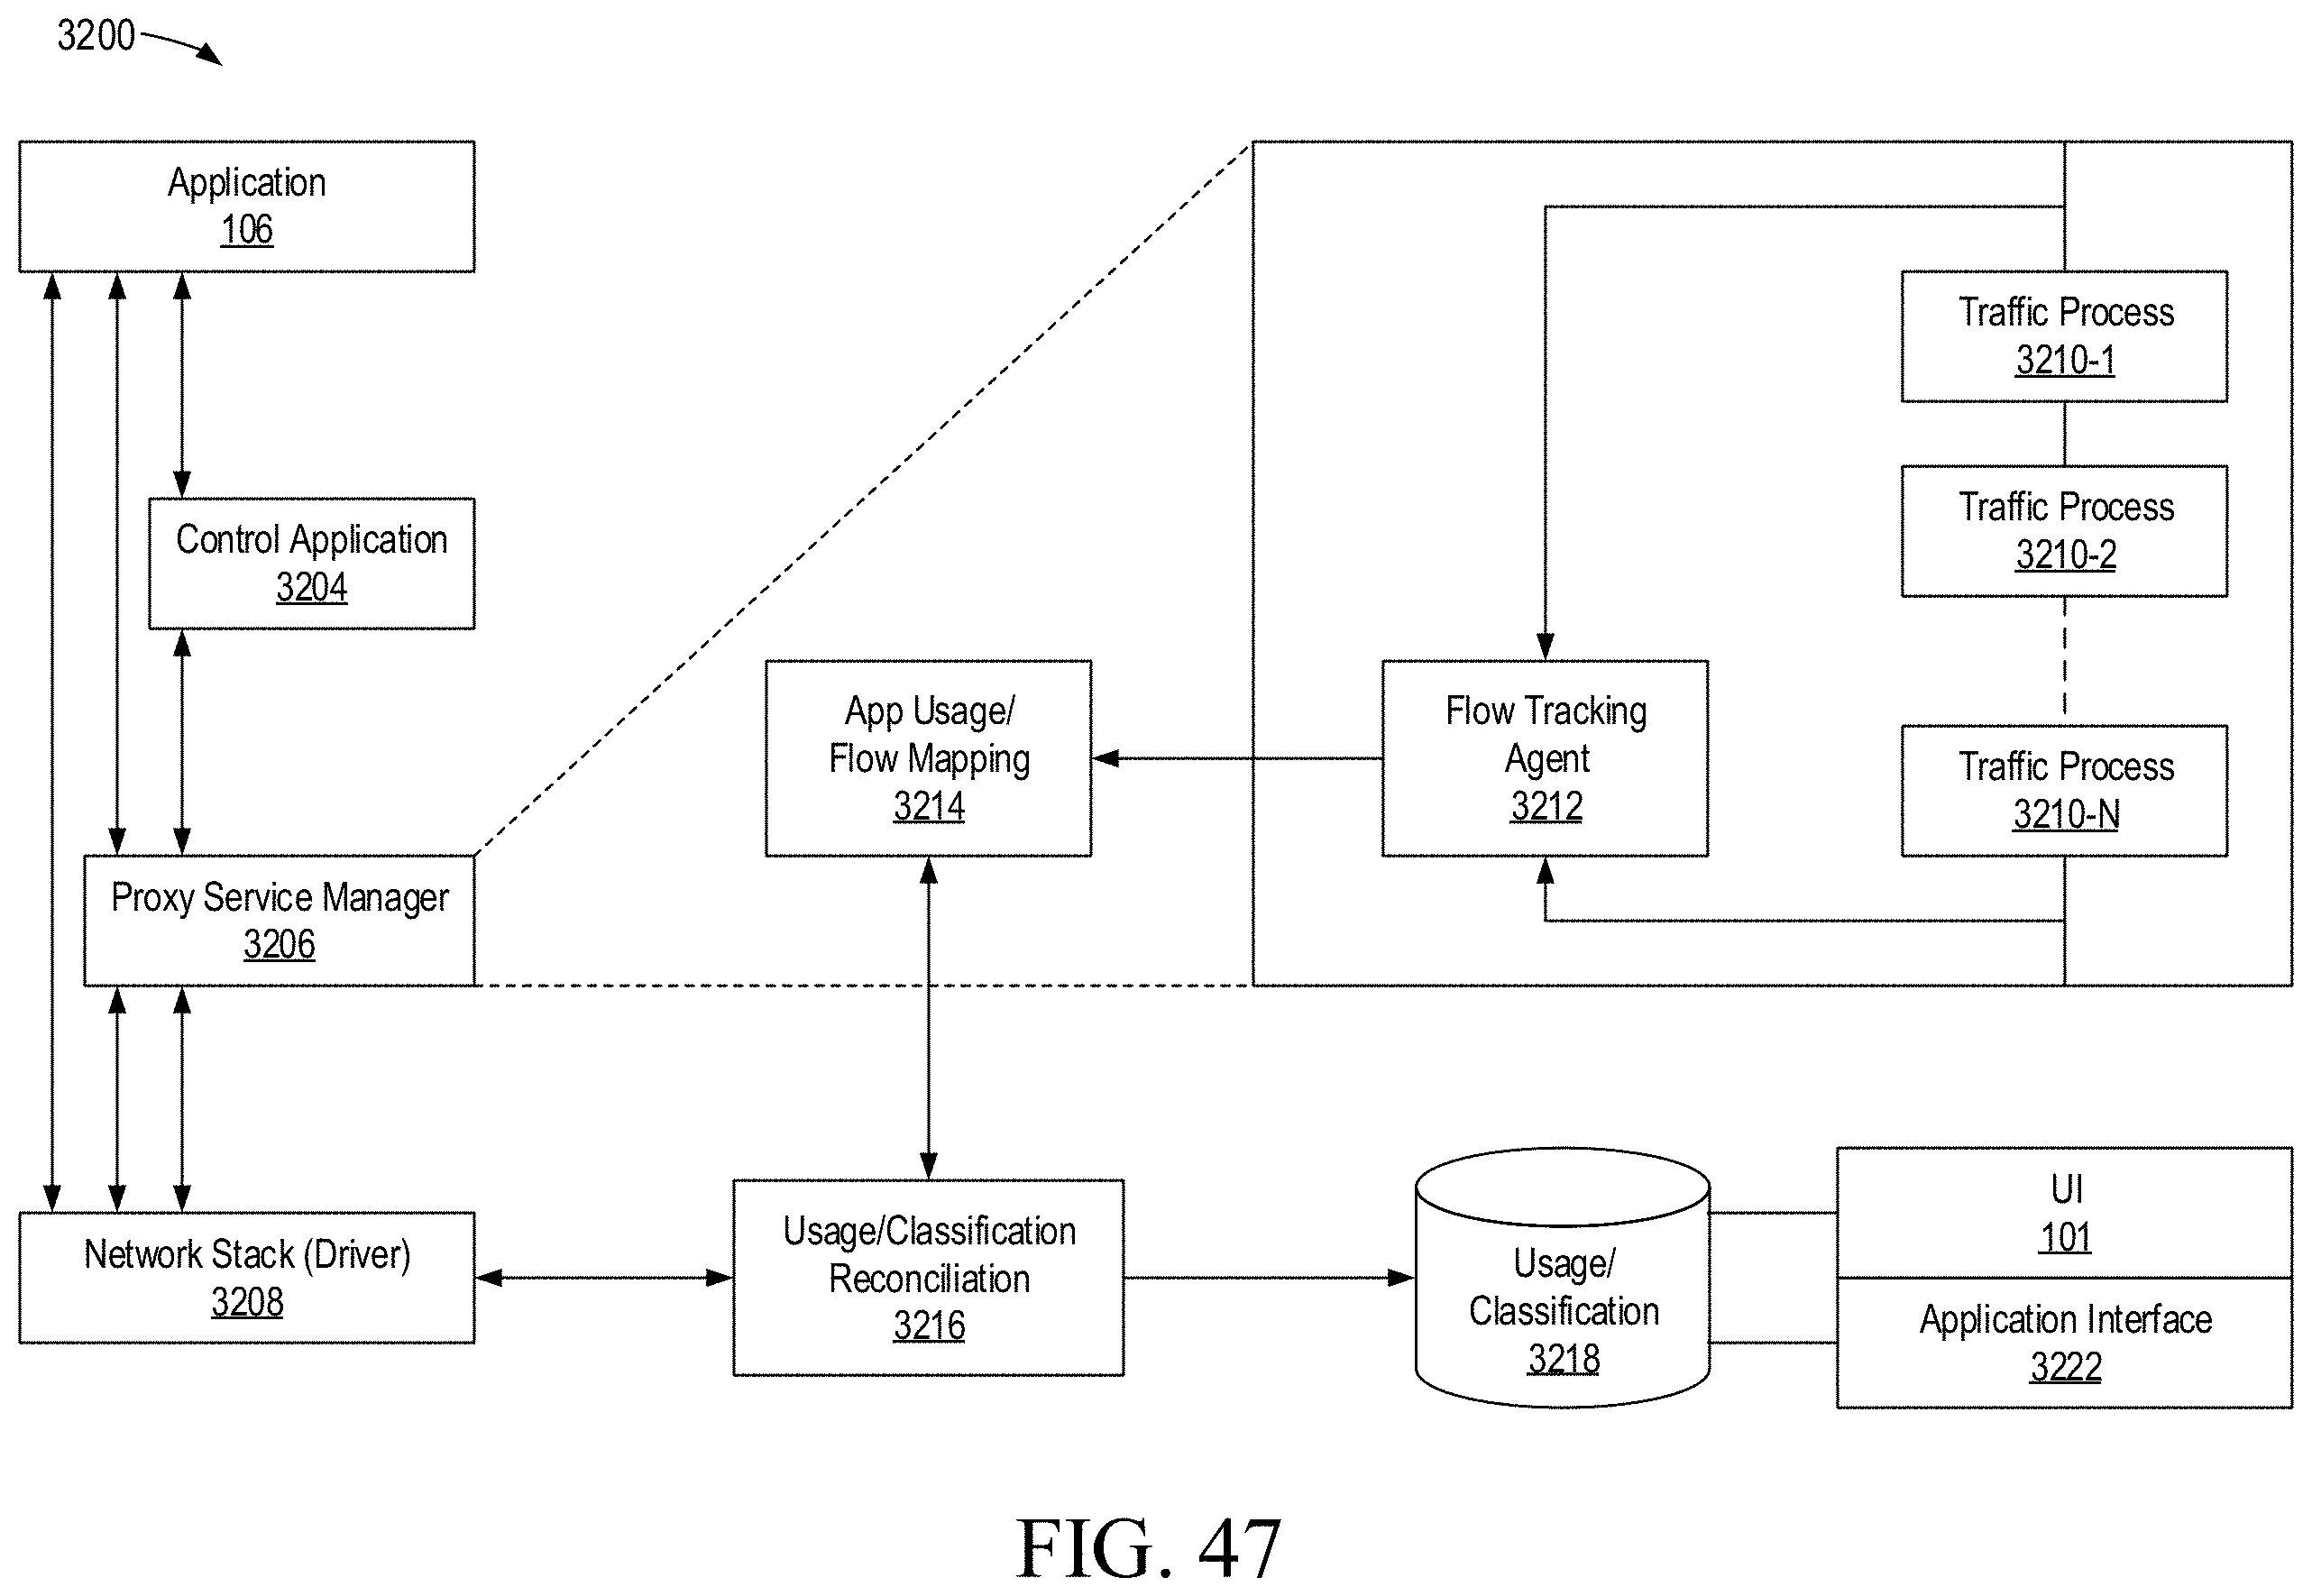 3200
Application
106
Control Application
3204
Proxy Service Manager
3206
Network Stack (Driver)
3208
App Usage/
Flow Mapping
3214
Usage/Classification
Reconciliation
3216
Flow Tracking
Agent
3212
Traffic Process
3210-1
Traffic Process
3210-2
Traffic Process
3210-N
Usage/
Classification
3218
UI
101
Application Interface
3222
FIG. 47